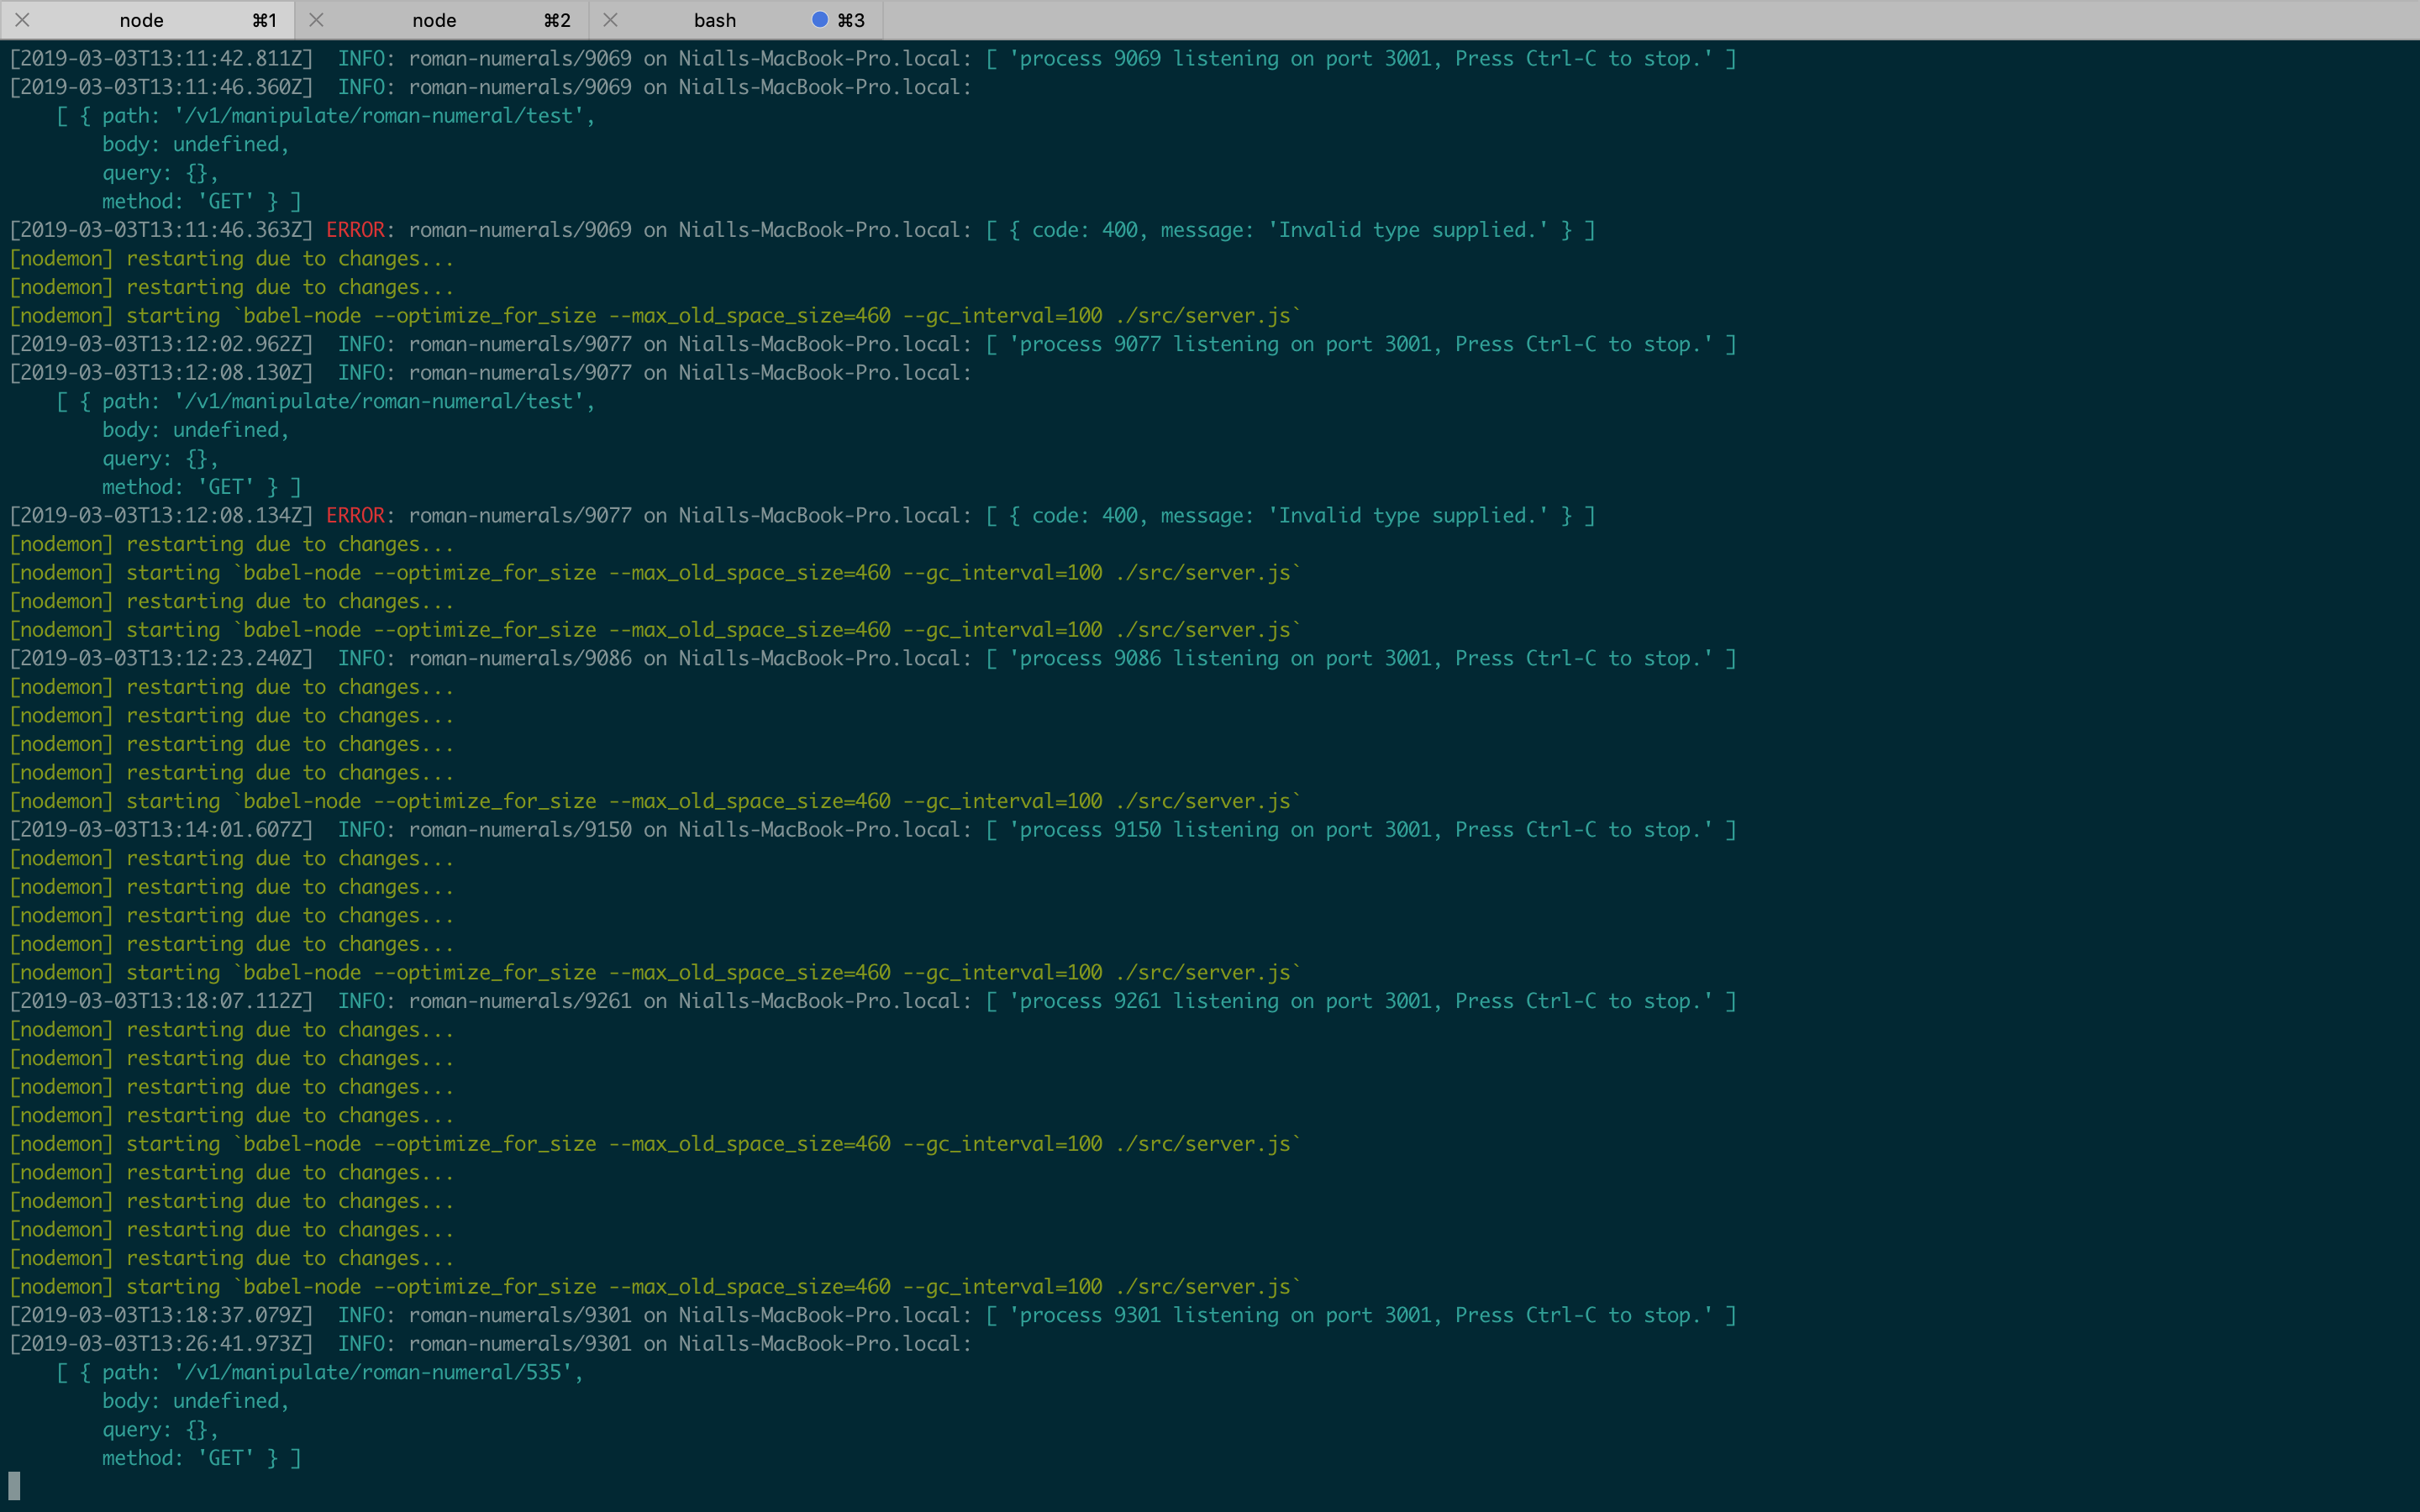 node ⌘1 node ⌘2 bash ⌘3
[2019-03-03T13:11:42.811Z]  INFO: roman-numerals/9069 on Nialls-MacBook-Pro.local: [ 'process 9069 listening on port 3001, Press Ctrl-C to stop.' ]
[2019-03-03T13:11:46.360Z]  INFO: roman-numerals/9069 on Nialls-MacBook-Pro.local:
    [ { path: '/v1/manipulate/roman-numeral/test',
        body: undefined,
        query: {},
        method: 'GET' } ]
[2019-03-03T13:11:46.363Z] ERROR: roman-numerals/9069 on Nialls-MacBook-Pro.local: [ { code: 400, message: 'Invalid type supplied.' } ]
[nodemon] restarting due to changes...
[nodemon] restarting due to changes...
[nodemon] starting `babel-node --optimize_for_size --max_old_space_size=460 --gc_interval=100 ./src/server.js`
[2019-03-03T13:12:02.962Z]  INFO: roman-numerals/9077 on Nialls-MacBook-Pro.local: [ 'process 9077 listening on port 3001, Press Ctrl-C to stop.' ]
[2019-03-03T13:12:08.130Z]  INFO: roman-numerals/9077 on Nialls-MacBook-Pro.local:
    [ { path: '/v1/manipulate/roman-numeral/test',
        body: undefined,
        query: {},
        method: 'GET' } ]
[2019-03-03T13:12:08.134Z] ERROR: roman-numerals/9077 on Nialls-MacBook-Pro.local: [ { code: 400, message: 'Invalid type supplied.' } ]
[nodemon] restarting due to changes...
[nodemon] starting `babel-node --optimize_for_size --max_old_space_size=460 --gc_interval=100 ./src/server.js`
[nodemon] restarting due to changes...
[nodemon] starting `babel-node --optimize_for_size --max_old_space_size=460 --gc_interval=100 ./src/server.js`
[2019-03-03T13:12:23.240Z]  INFO: roman-numerals/9086 on Nialls-MacBook-Pro.local: [ 'process 9086 listening on port 3001, Press Ctrl-C to stop.' ]
[nodemon] restarting due to changes...
[nodemon] restarting due to changes...
[nodemon] restarting due to changes...
[nodemon] restarting due to changes...
[nodemon] starting `babel-node --optimize_for_size --max_old_space_size=460 --gc_interval=100 ./src/server.js`
[2019-03-03T13:14:01.607Z]  INFO: roman-numerals/9150 on Nialls-MacBook-Pro.local: [ 'process 9150 listening on port 3001, Press Ctrl-C to stop.' ]
[nodemon] restarting due to changes...
[nodemon] restarting due to changes...
[nodemon] restarting due to changes...
[nodemon] restarting due to changes...
[nodemon] starting `babel-node --optimize_for_size --max_old_space_size=460 --gc_interval=100 ./src/server.js`
[2019-03-03T13:18:07.112Z]  INFO: roman-numerals/9261 on Nialls-MacBook-Pro.local: [ 'process 9261 listening on port 3001, Press Ctrl-C to stop.' ]
[nodemon] restarting due to changes...
[nodemon] restarting due to changes...
[nodemon] restarting due to changes...
[nodemon] restarting due to changes...
[nodemon] starting `babel-node --optimize_for_size --max_old_space_size=460 --gc_interval=100 ./src/server.js`
[nodemon] restarting due to changes...
[nodemon] restarting due to changes...
[nodemon] restarting due to changes...
[nodemon] restarting due to changes...
[nodemon] starting `babel-node --optimize_for_size --max_old_space_size=460 --gc_interval=100 ./src/server.js`
[2019-03-03T13:18:37.079Z]  INFO: roman-numerals/9301 on Nialls-MacBook-Pro.local: [ 'process 9301 listening on port 3001, Press Ctrl-C to stop.' ]
[2019-03-03T13:26:41.973Z]  INFO: roman-numerals/9301 on Nialls-MacBook-Pro.local:
    [ { path: '/v1/manipulate/roman-numeral/535',
        body: undefined,
        query: {},
        method: 'GET' } ]